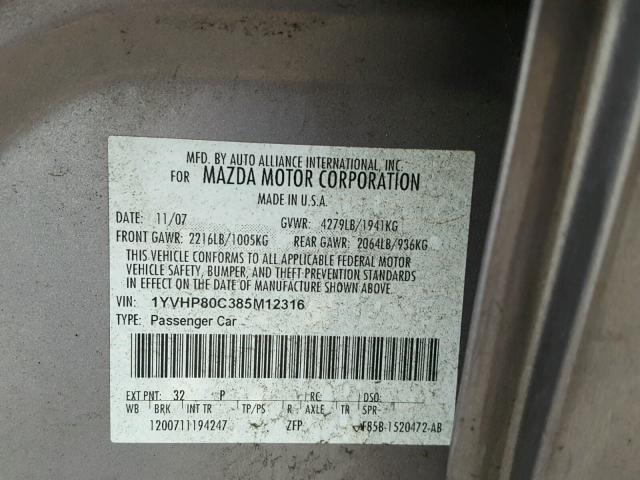 MFD. BY AUTO ALLIANCE INTERNATIONAL, INC.
FOR MAZDA MOTOR CORPORATION
MADE IN U.S.A.
DATE: 11/07 GVWR: 4279LB/1941KG
FRONT GAWR: 2216LB/1005KG REAR GAWR: 2064LB/936KG
THIS VEHICLE CONFORMS TO ALL APPLICABLE FEDERAL MOTOR
VEHICLE SAFETY, BUMPER, AND THEFT PREVENTION STANDARDS
IN EFFECT ON THE DATE OF MANUFACTURE SHOWN ABOVE.
VIN: 1YVHP80C385M12316
TYPE: Passenger Car
EXT PNT: 32 P RC: DSO:
WB BRK INT TR TP/PS R AXLE TR SPR
1200711194247 ZFP F85B-1520472-AB